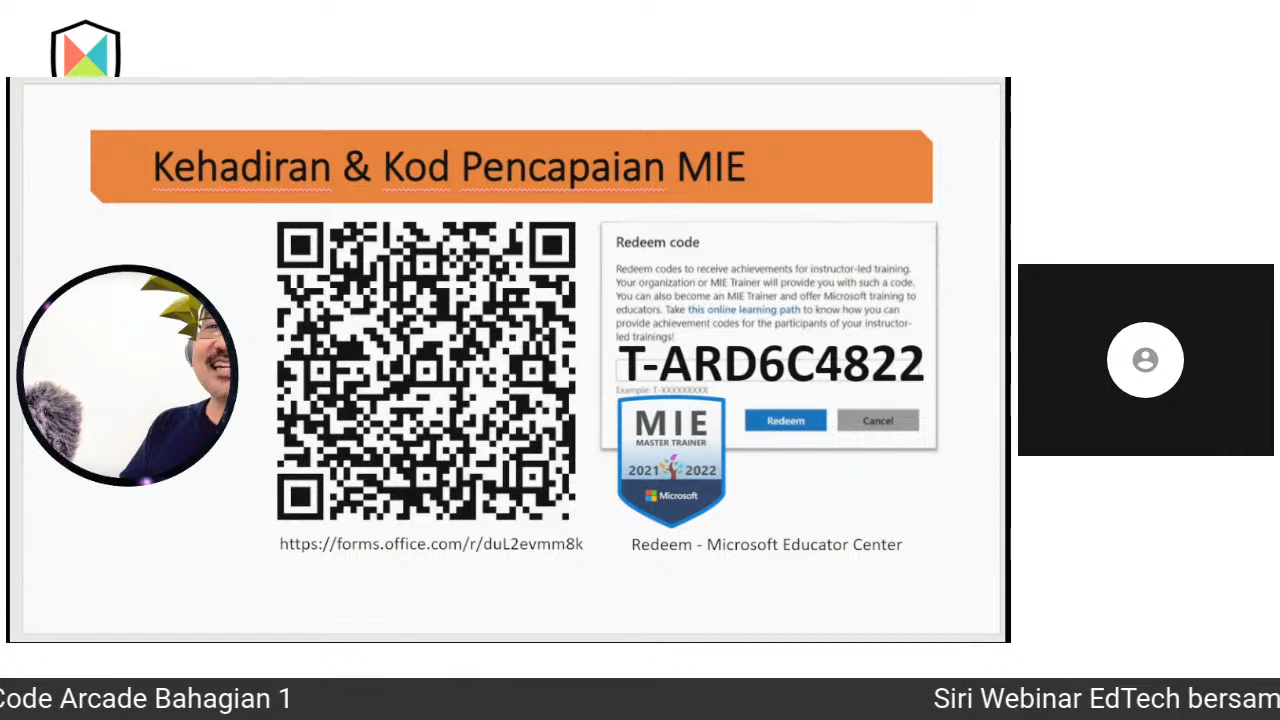 Kehadiran & Kod Pencapaian MIE
Redeem code
Redeem codes to receive achievements for instructor-led training.
Your organization or MIE Trainer will provide you with such a code.
You can also become an MIE Trainer and offer Microsoft training to
educators. Take this online learning path to know how you can
provide achievement codes for the participants of your instructor-
led trainings!
T-ARD6C4822
Example: T-XXXXXXXXX
Redeem
Cancel
MIE
MASTER TRAINER
2021 2022
Microsoft
https://forms.office.com/r/duL2evmm8k
Redeem - Microsoft Educator Center
Code Arcade Bahagian 1
Siri Webinar EdTech bersam